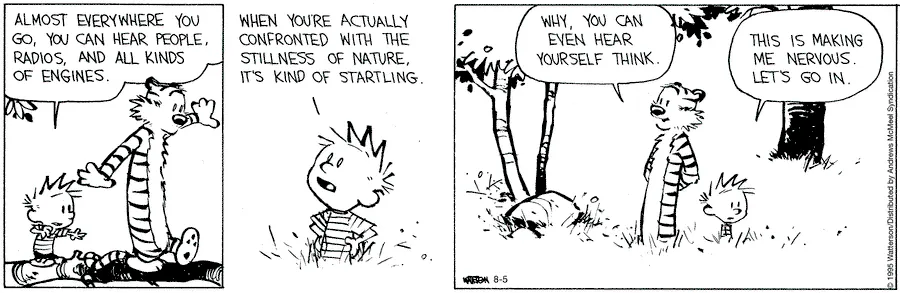 ALMOST EVERYWHERE YOU
GO, YOU CAN HEAR PEOPLE,
RADIOS, AND ALL KINDS
OF ENGINES.
WHEN YOU'RE ACTUALLY
CONFRONTED WITH THE
STILLNESS OF NATURE,
IT'S KIND OF STARTLING.
WHY, YOU CAN
EVEN HEAR
YOURSELF THINK.
THIS IS MAKING
ME NERVOUS.
LET'S GO IN.
WATTERSON 8-5
© 1995 Watterson/Distributed by Andrews McMeel Syndication